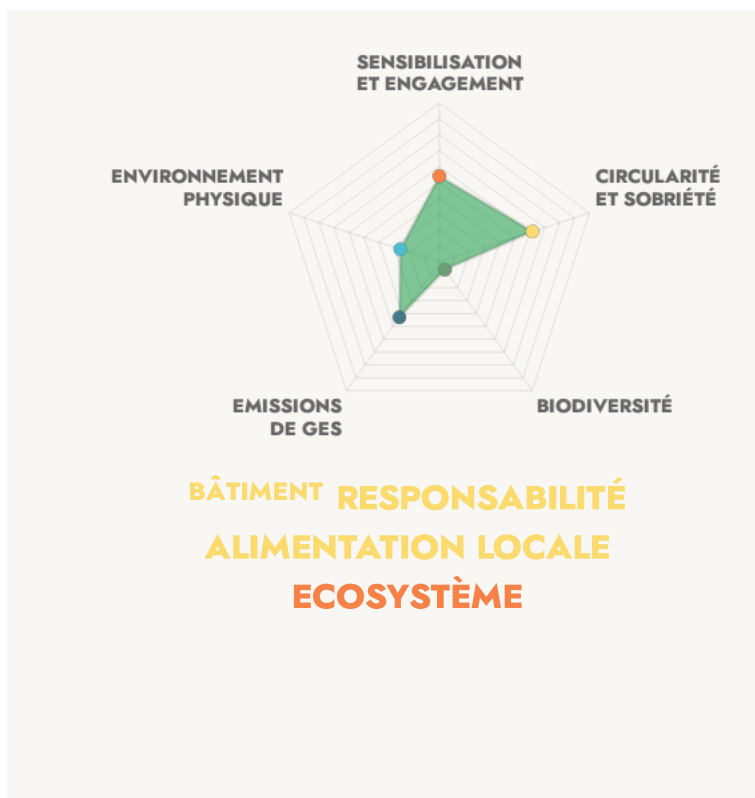 SENSIBILISATION
ET ENGAGEMENT
ENVIRONNEMENT
PHYSIQUE
CIRCULARITÉ
ET SOBRIÉTÉ
EMISSIONS
DE GES
BIODIVERSITÉ
BÂTIMENT RESPONSABILITÉ
ALIMENTATION LOCALE
ECOSYSTÈME